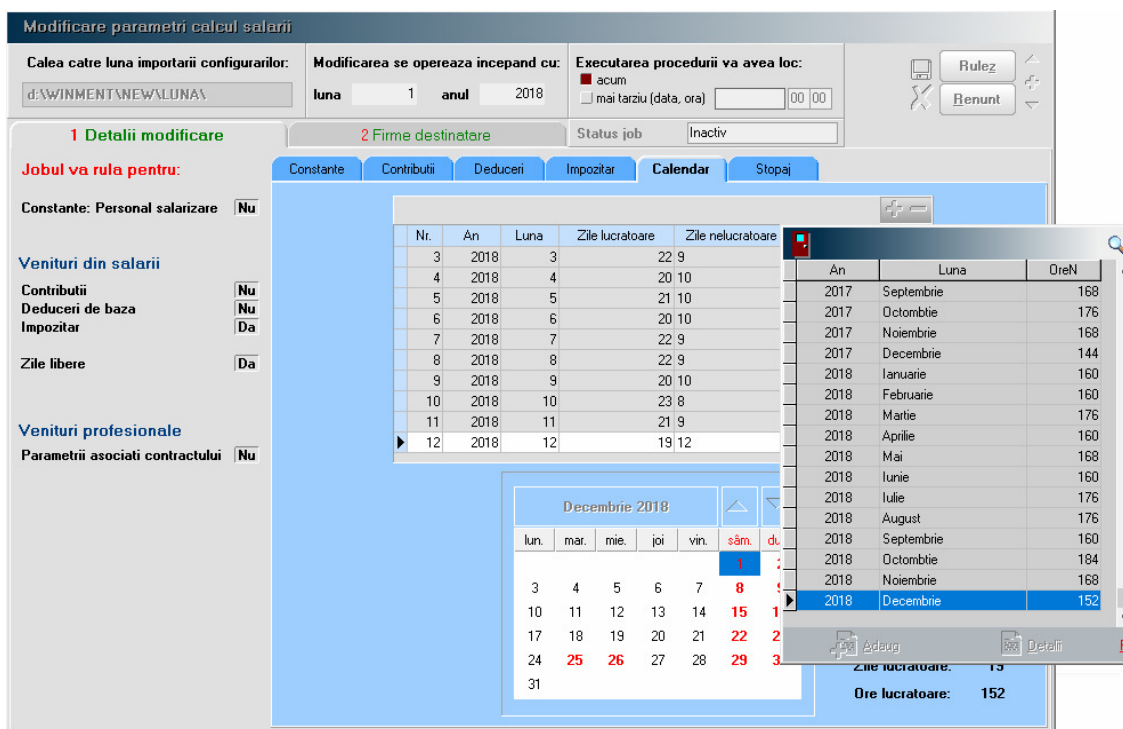 Modificare parametri calcul salarii
Calea catre luna importarii configurarilor:
d:\WINMENT\NEW\LUNA\
Modificarea se opereaza incepand cu:
luna 1 anul 2018
Executarea procedurii va avea loc:
acum
mai tarziu (data, ora) 00 00
Status job Inactiv
Rulez
Renunt
1 Detalii modificare
2 Firme destinatare
Jobul va rula pentru:
Constante: Personal salarizare Nu
Venituri din salarii
Contributii Nu
Deduceri de baza Nu
Impozitar Da
Zile libere Da
Venituri profesionale
Parametrii asociati contractului Nu
Constante Contributii Deduceri Impozitar Calendar Stopaj
Nr. An Luna Zile lucratoare Zile nelucratoare
3 2018 3 22 9
4 2018 4 20 10
5 2018 5 21 10
6 2018 6 20 10
7 2018 7 22 9
8 2018 8 22 9
9 2018 9 20 10
10 2018 10 23 8
11 2018 11 21 9
12 2018 12 19 12
Decembrie 2018
lun. mar. mie. joi vin. sâm.
1
3 4 5 6 7 8
10 11 12 13 14 15
17 18 19 20 21 22
24 25 26 27 28 29
31
An Luna OreN
2017 Septembrie 168
2017 Octombtie 176
2017 Noiembrie 168
2017 Decembrie 144
2018 Ianuarie 160
2018 Februarie 160
2018 Martie 176
2018 Aprilie 160
2018 Mai 168
2018 Iunie 160
2018 Iulie 176
2018 August 176
2018 Septembrie 160
2018 Octombtie 184
2018 Noiembrie 168
2018 Decembrie 152
Adaug Detalii
Zile lucratoare: 19
Ore lucratoare: 152